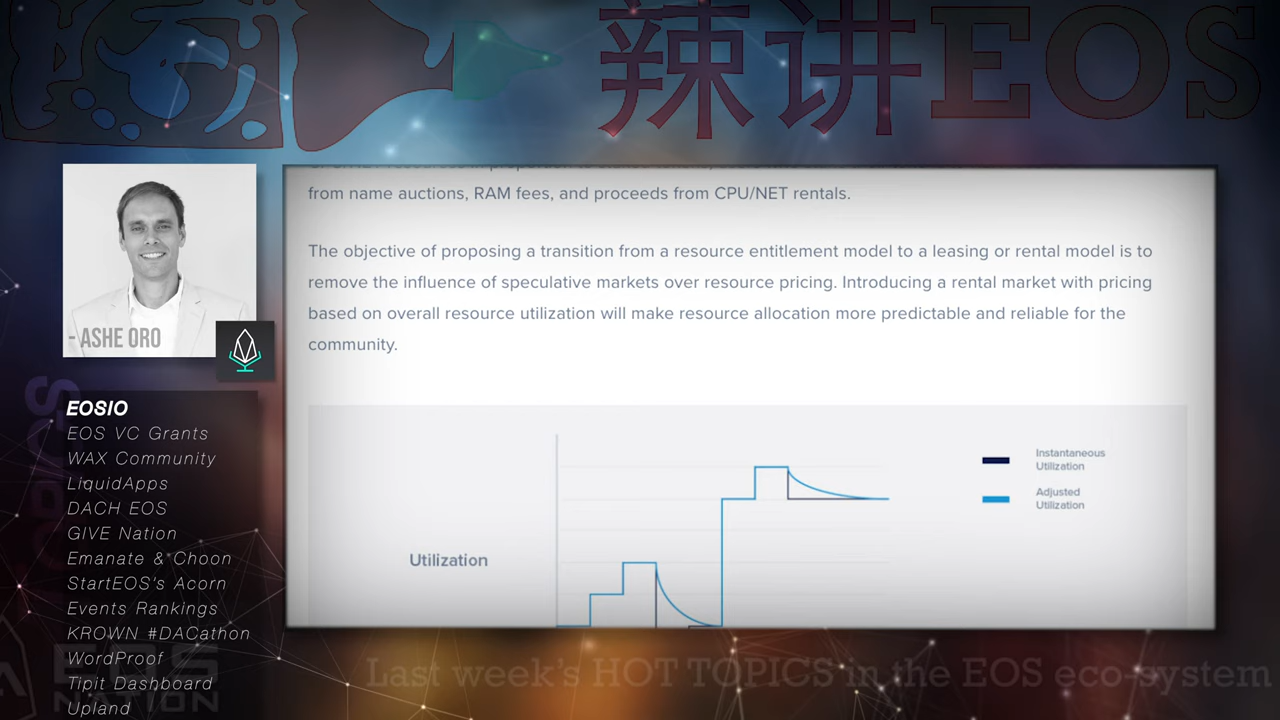 辣讲EOS
from name auctions, RAM fees, and proceeds from CPU/NET rentals.
The objective of proposing a transition from a resource entitlement model to a leasing or rental model is to
remove the influence of speculative markets over resource pricing. Introducing a rental market with pricing
based on overall resource utilization will make resource allocation more predictable and reliable for the
community.
Instantaneous
Utilization
Adjusted
Utilization
Utilization
- ASHE ORO
EOSIO
EOS VC Grants
WAX Community
LiquidApps
DACH EOS
GIVE Nation
Emanate & Choon
StartEOS's Acorn
Events Rankings
KROWN #DACathon
WordProof
Tipit Dashboard
Upland
EOS
NATION
Last week's HOT TOPICS in the EOS eco-system